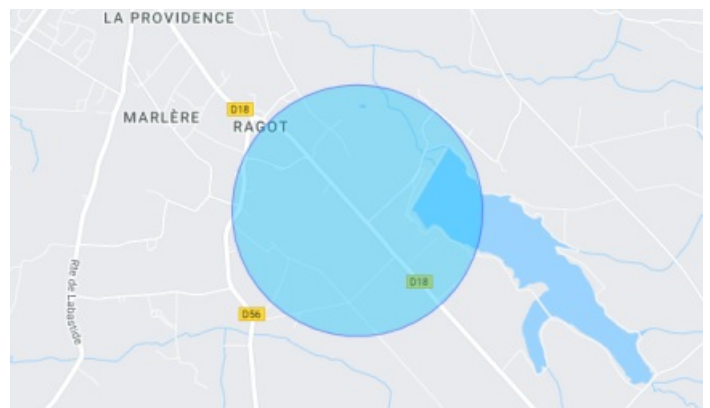 LA PROVIDENCE
D18
MARLÈRE
RAGOT
D18
Rte de Labastide
D56